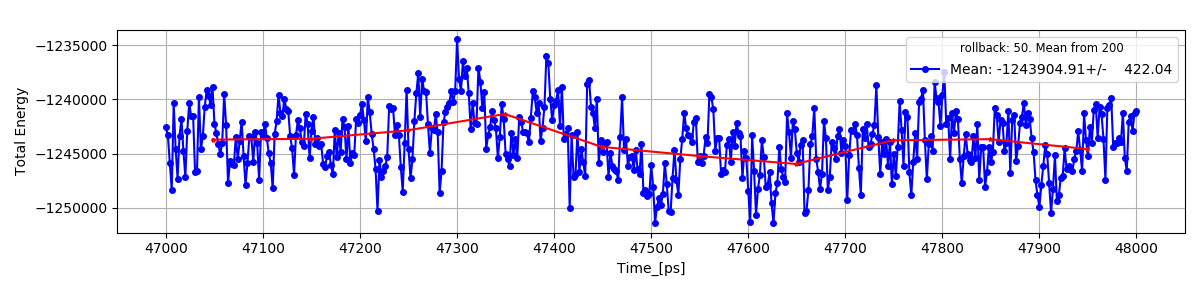 rollback: 50. Mean from 200
Mean: -1243904.91+/- 422.04
Total Energy
−1235000
−1240000
−1245000
−1250000
47000 47100 47200 47300 47400 47500 47600 47700 47800 47900 48000
Time_[ps]